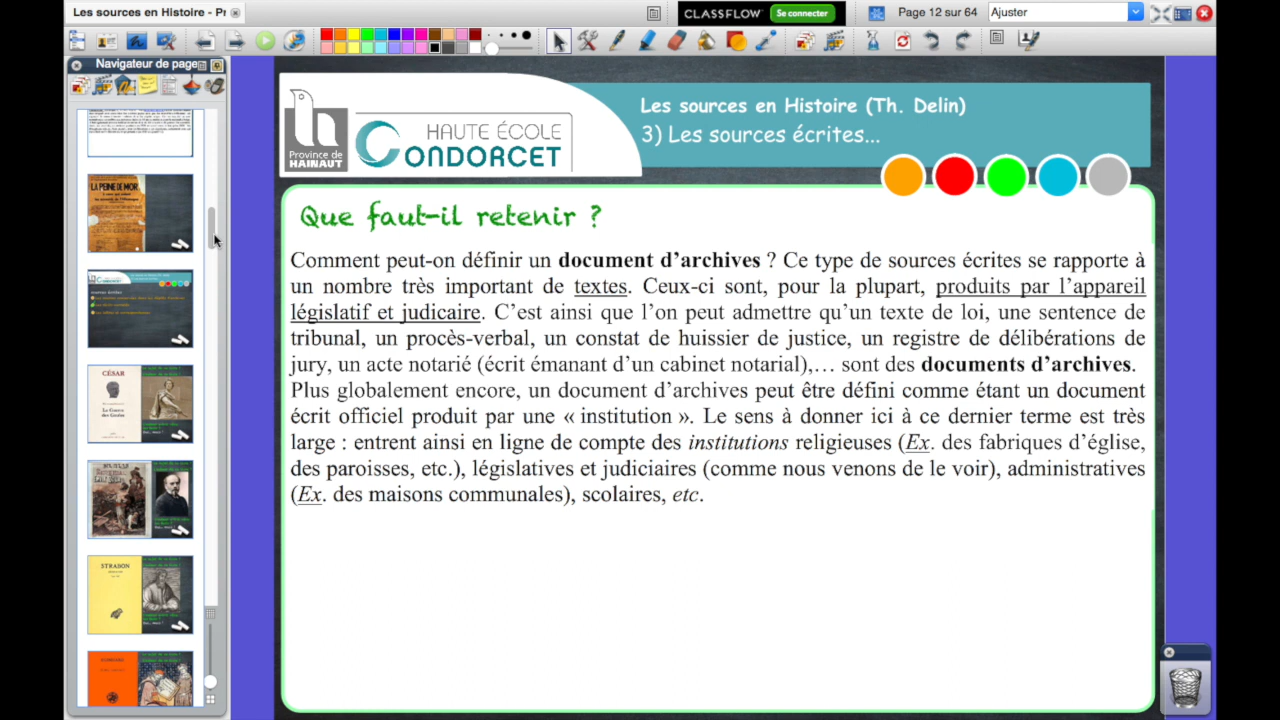 Les sources en Histoire - Pr
CLASSFLOW
Se connecter
Page 12 sur 64
Ajuster
Navigateur de page
LA PEINE DE MOR
CÉSAR
STRABON
Province de
HAINAUT
HAUTE ÉCOLE
CONDORCET
Les sources en Histoire (Th. Delin)
3) Les sources écrites...
Que faut-il retenir ?
Comment peut-on définir un document d’archives ? Ce type de sources écrites se rapporte à
un nombre très important de textes. Ceux-ci sont, pour la plupart, produits par l’appareil
législatif et judicaire. C’est ainsi que l’on peut admettre qu’un texte de loi, une sentence de
tribunal, un procès-verbal, un constat de huissier de justice, un registre de délibérations de
jury, un acte notarié (écrit émanant d’un cabinet notarial),… sont des documents d’archives.
Plus globalement encore, un document d’archives peut être défini comme étant un document
écrit officiel produit par une « institution ». Le sens à donner ici à ce dernier terme est très
large : entrent ainsi en ligne de compte des institutions religieuses (Ex. des fabriques d’église,
des paroisses, etc.), législatives et judiciaires (comme nous venons de le voir), administratives
(Ex. des maisons communales), scolaires, etc.